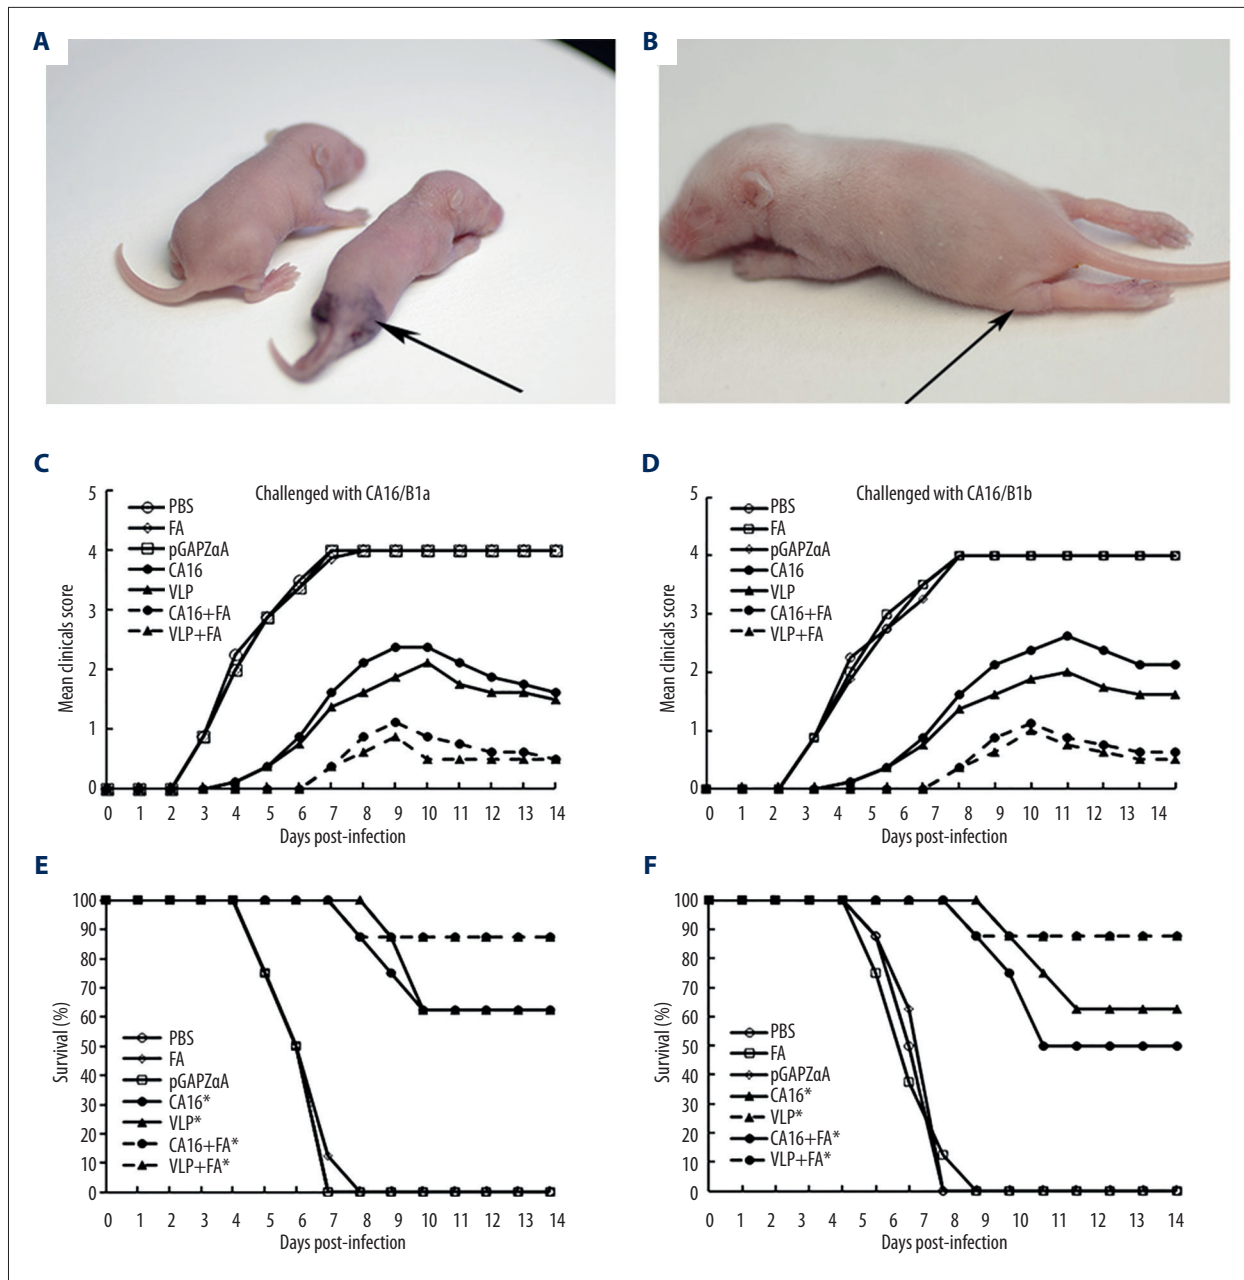 A
B
C
Challenged with CA16/B1a
5
4
3
2
1
0
Mean clinicals score
PBS
FA
pGAPZαA
CA16
VLP
CA16+FA
VLP+FA
0 1 2 3 4 5 6 7 8 9 10 11 12 13 14
Days post-infection
D
Challenged with CA16/B1b
5
4
3
2
1
0
Mean clinicals score
PBS
FA
pGAPZαA
CA16
VLP
CA16+FA
VLP+FA
0 1 2 3 4 5 6 7 8 9 10 11 12 13 14
Days post-infection
E
100
90
80
70
60
50
40
30
20
10
0
Survival (%)
PBS
FA
pGAPZαA
CA16*
VLP*
CA16+FA*
VLP+FA*
0 1 2 3 4 5 6 7 8 9 10 11 12 13 14
Days post-infection
F
100
90
80
70
60
50
40
30
20
10
0
Survival (%)
PBS
FA
pGAPZαA
CA16*
VLP*
CA16+FA*
VLP+FA*
0 1 2 3 4 5 6 7 8 9 10 11 12 13 14
Days post-infection